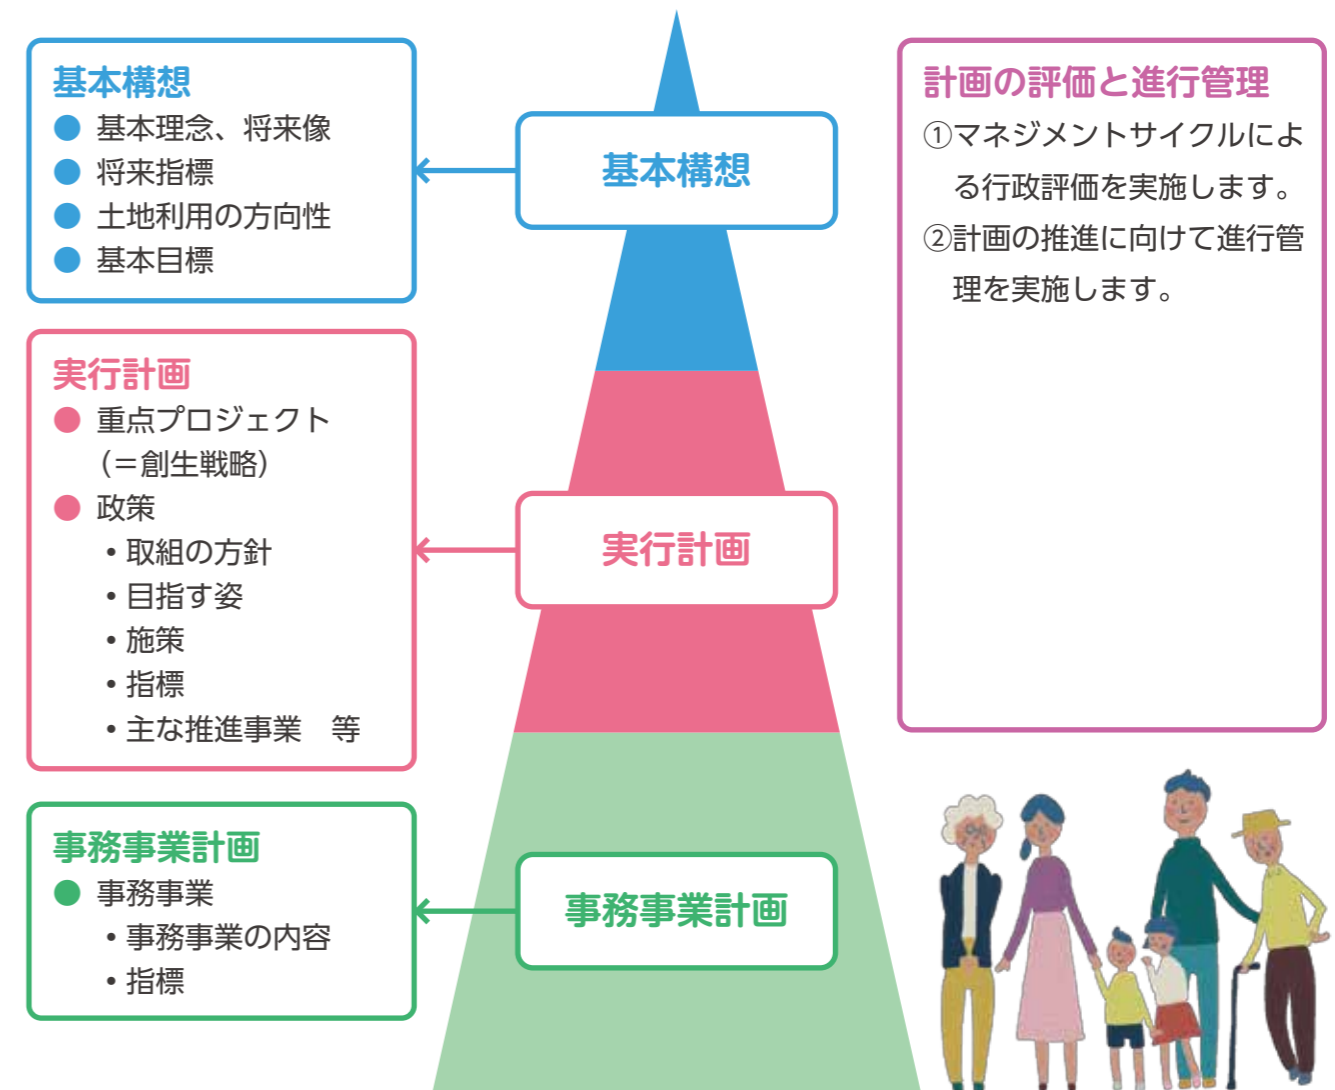 基本構想
● 基本理念、将来像
● 将来指標
● 土地利用の方向性
● 基本目標
実行計画
● 重点プロジェクト
(＝創生戦略)
● 政策
・取組の方針
・目指す姿
・施策
・指標
・主な推進事業　等
事務事業計画
● 事務事業
・事務事業の内容
・指標
基本構想
実行計画
事務事業計画
計画の評価と進行管理
①マネジメントサイクルによ
る行政評価を実施します。
②計画の推進に向けて進行管
理を実施します。